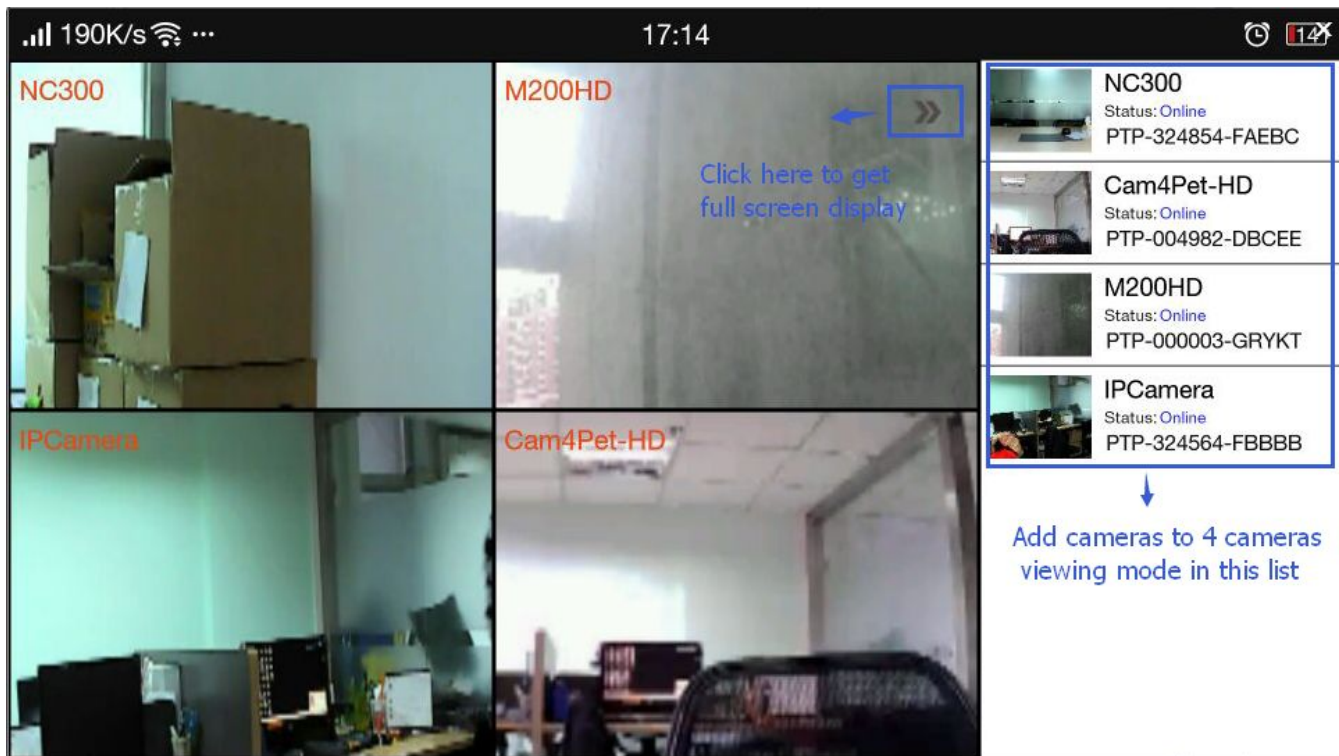 190K/s ...
17:14
14
NC300
M200HD
Click here to get
full screen display
IPCamera
Cam4Pet-HD
NC300
Status: Online
PTP-324854-FAEBC
Cam4Pet-HD
Status: Online
PTP-004982-DBCEE
M200HD
Status: Online
PTP-000003-GRYKT
IPCamera
Status: Online
PTP-324564-FBBBB
Add cameras to 4 cameras
viewing mode in this list